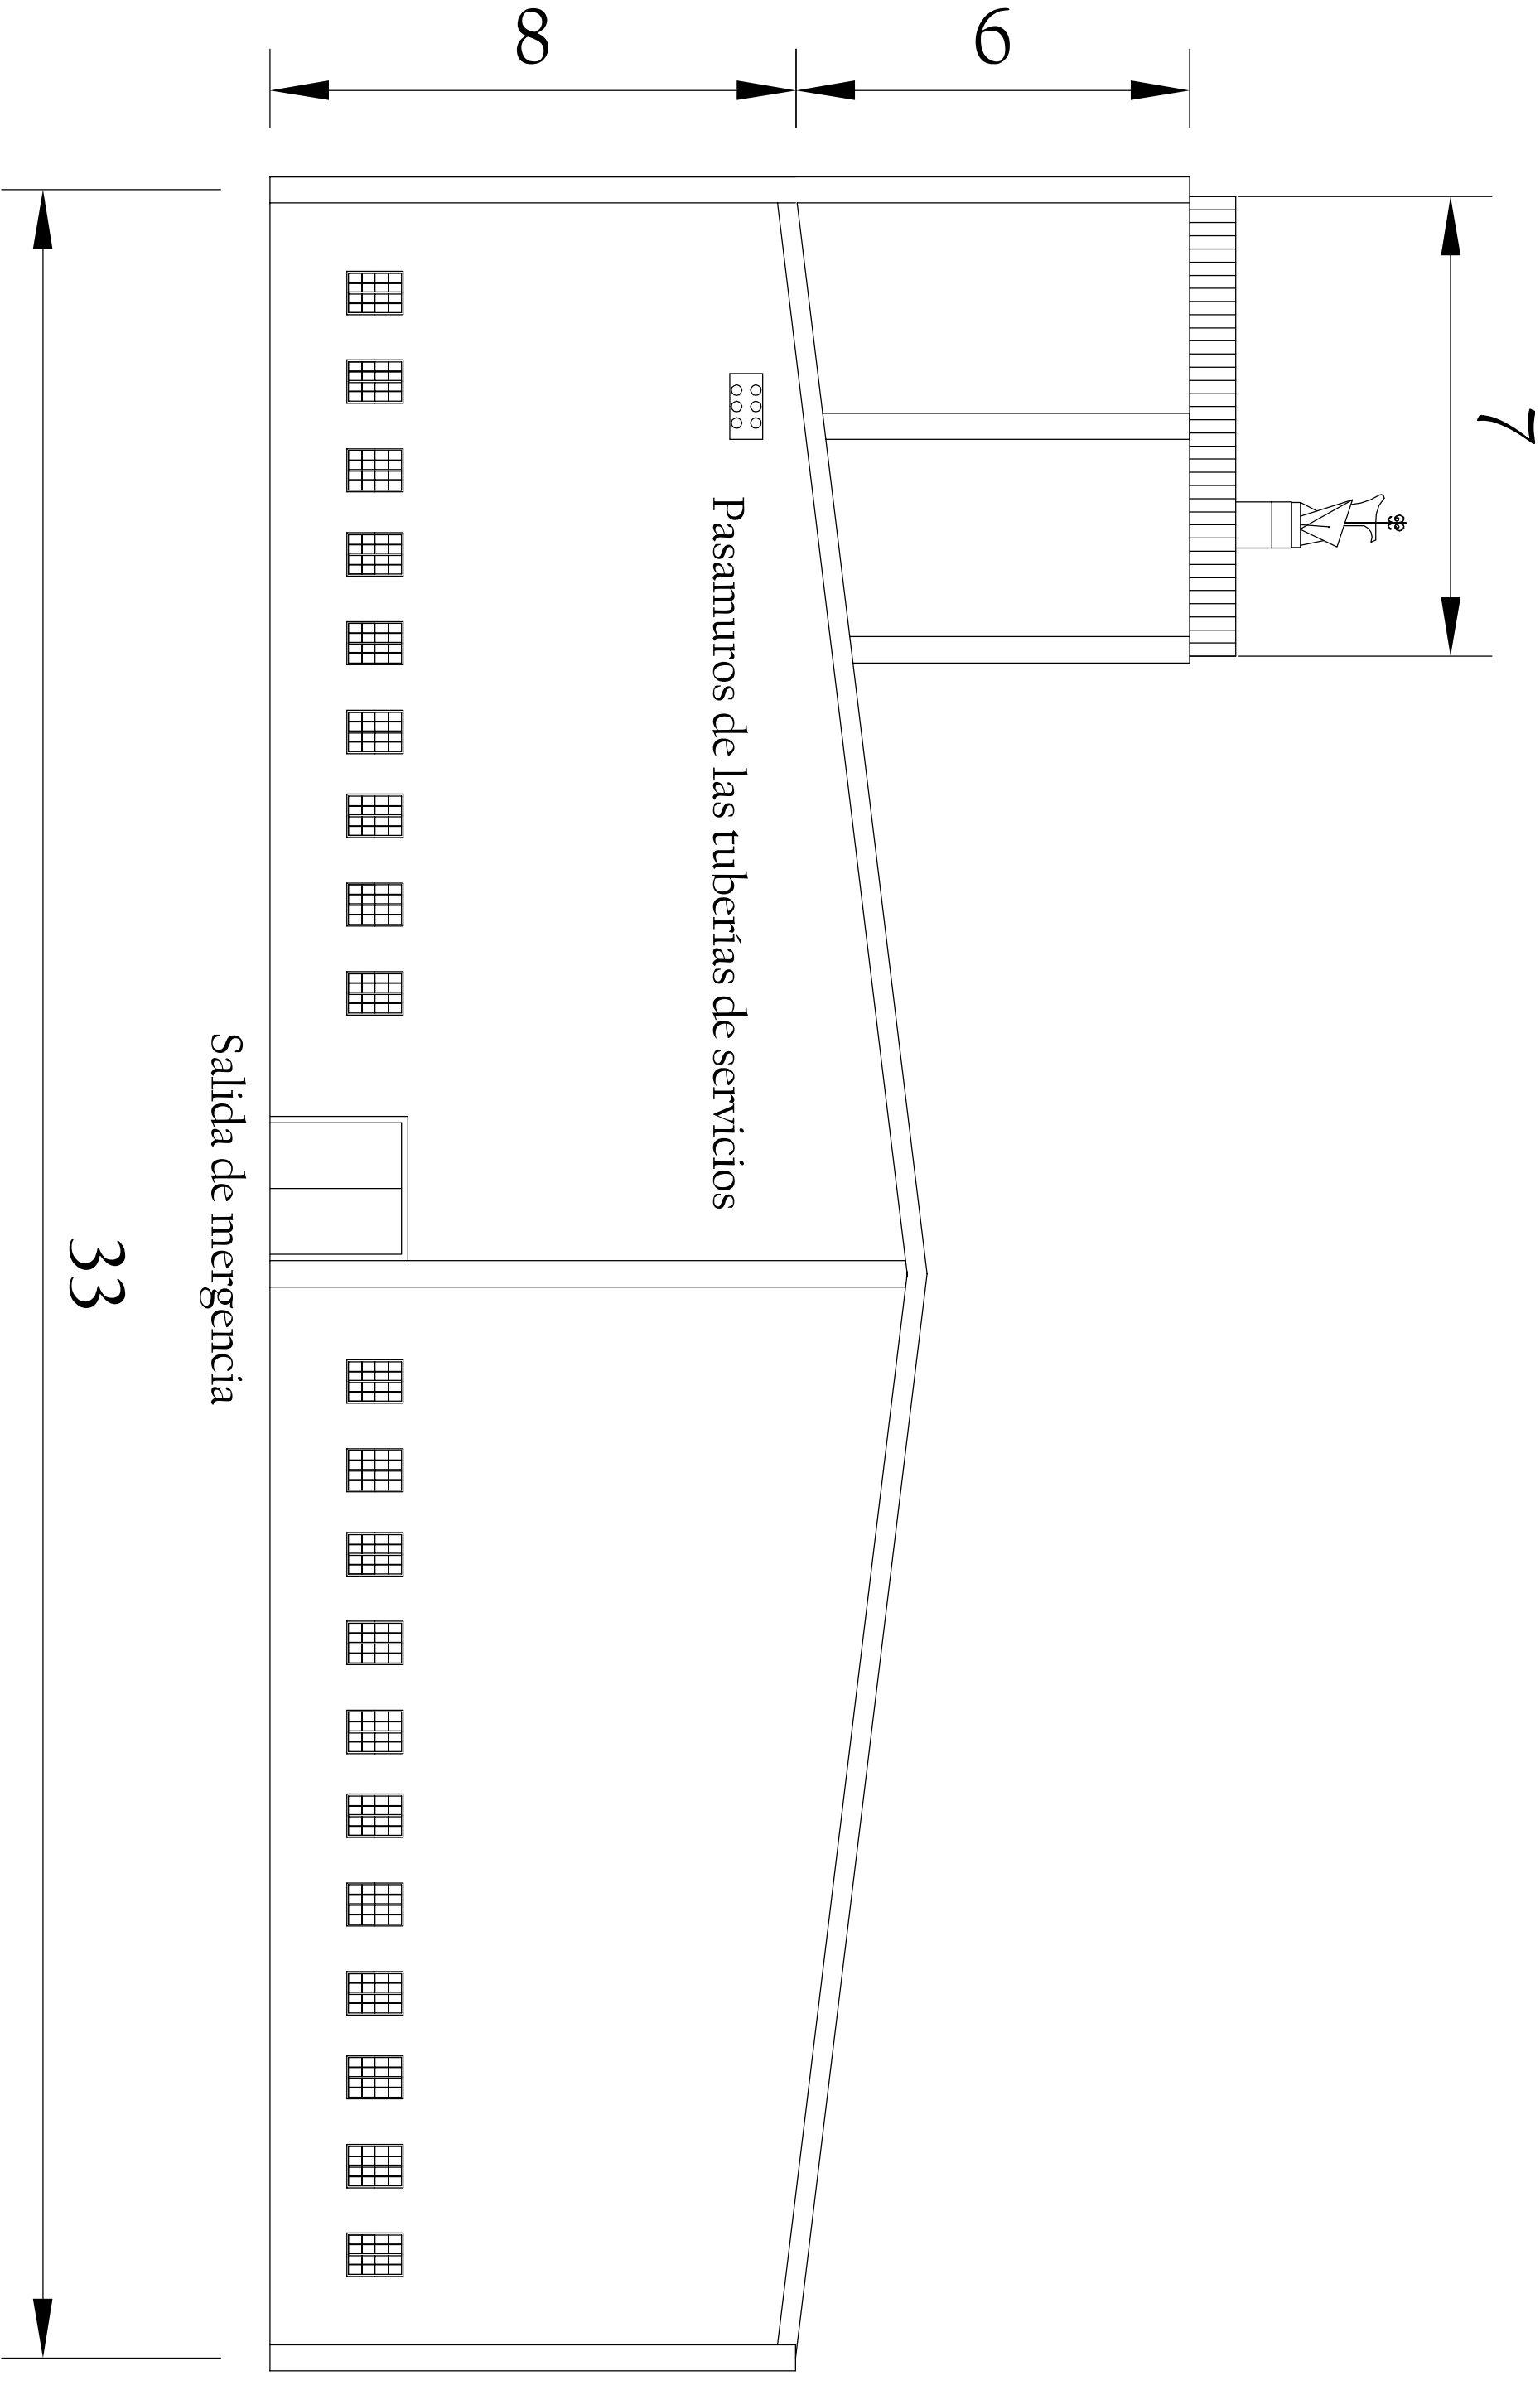 7
6
8
Pasamuros de las tuberías de servicios
Salida de mergencia
33